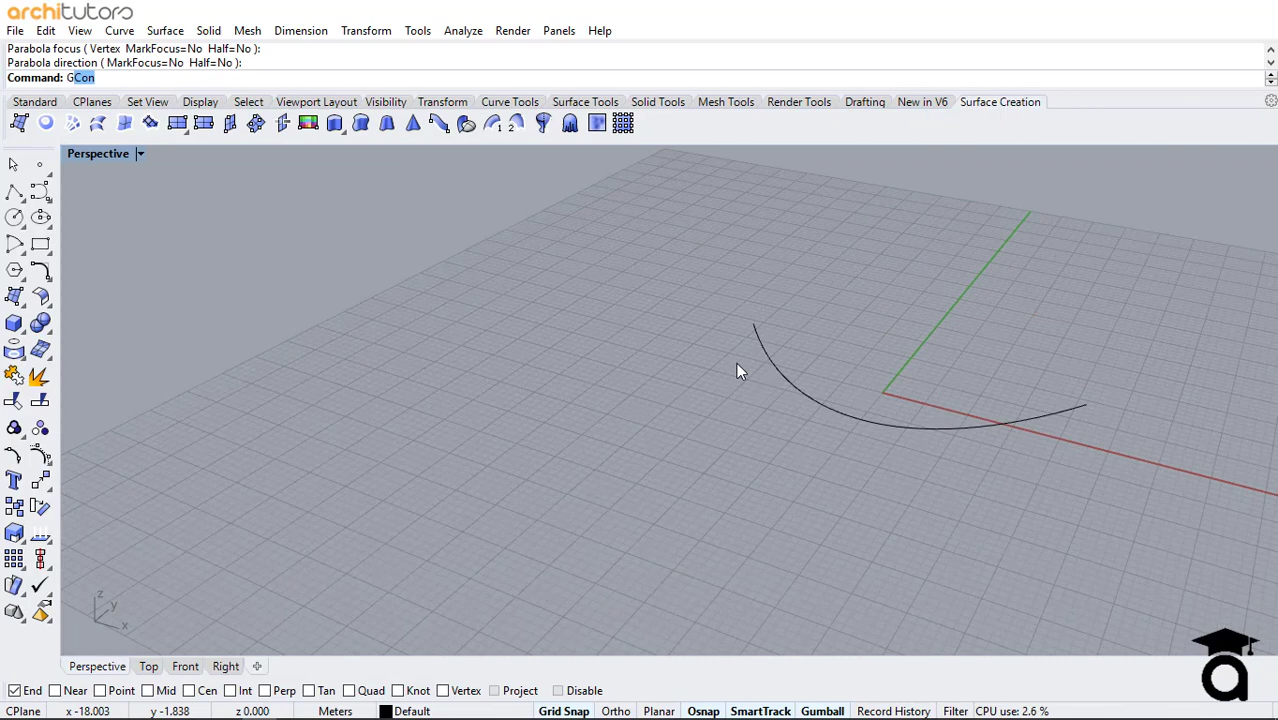 architutors
File Edit View Curve Surface Solid Mesh Dimension Transform Tools Analyze Render Panels Help
Parabola focus ( Vertex MarkFocus=No Half=No ):
Parabola direction ( MarkFocus=No Half=No ):
Command: GCon
Standard CPlanes Set View Display Select Viewport Layout Visibility Transform Curve Tools Surface Tools Solid Tools Mesh Tools Render Tools Drafting New in V6 Surface Creation
1 2
Perspective
z
y
x
Perspective Top Front Right
End Near Point Mid Cen Int Perp Tan Quad Knot Vertex Project Disable
CPlane x -18.003 y -1.838 z 0.000 Meters Default Grid Snap Ortho Planar Osnap SmartTrack Gumball Record History Filter CPU use: 2.6 %
a